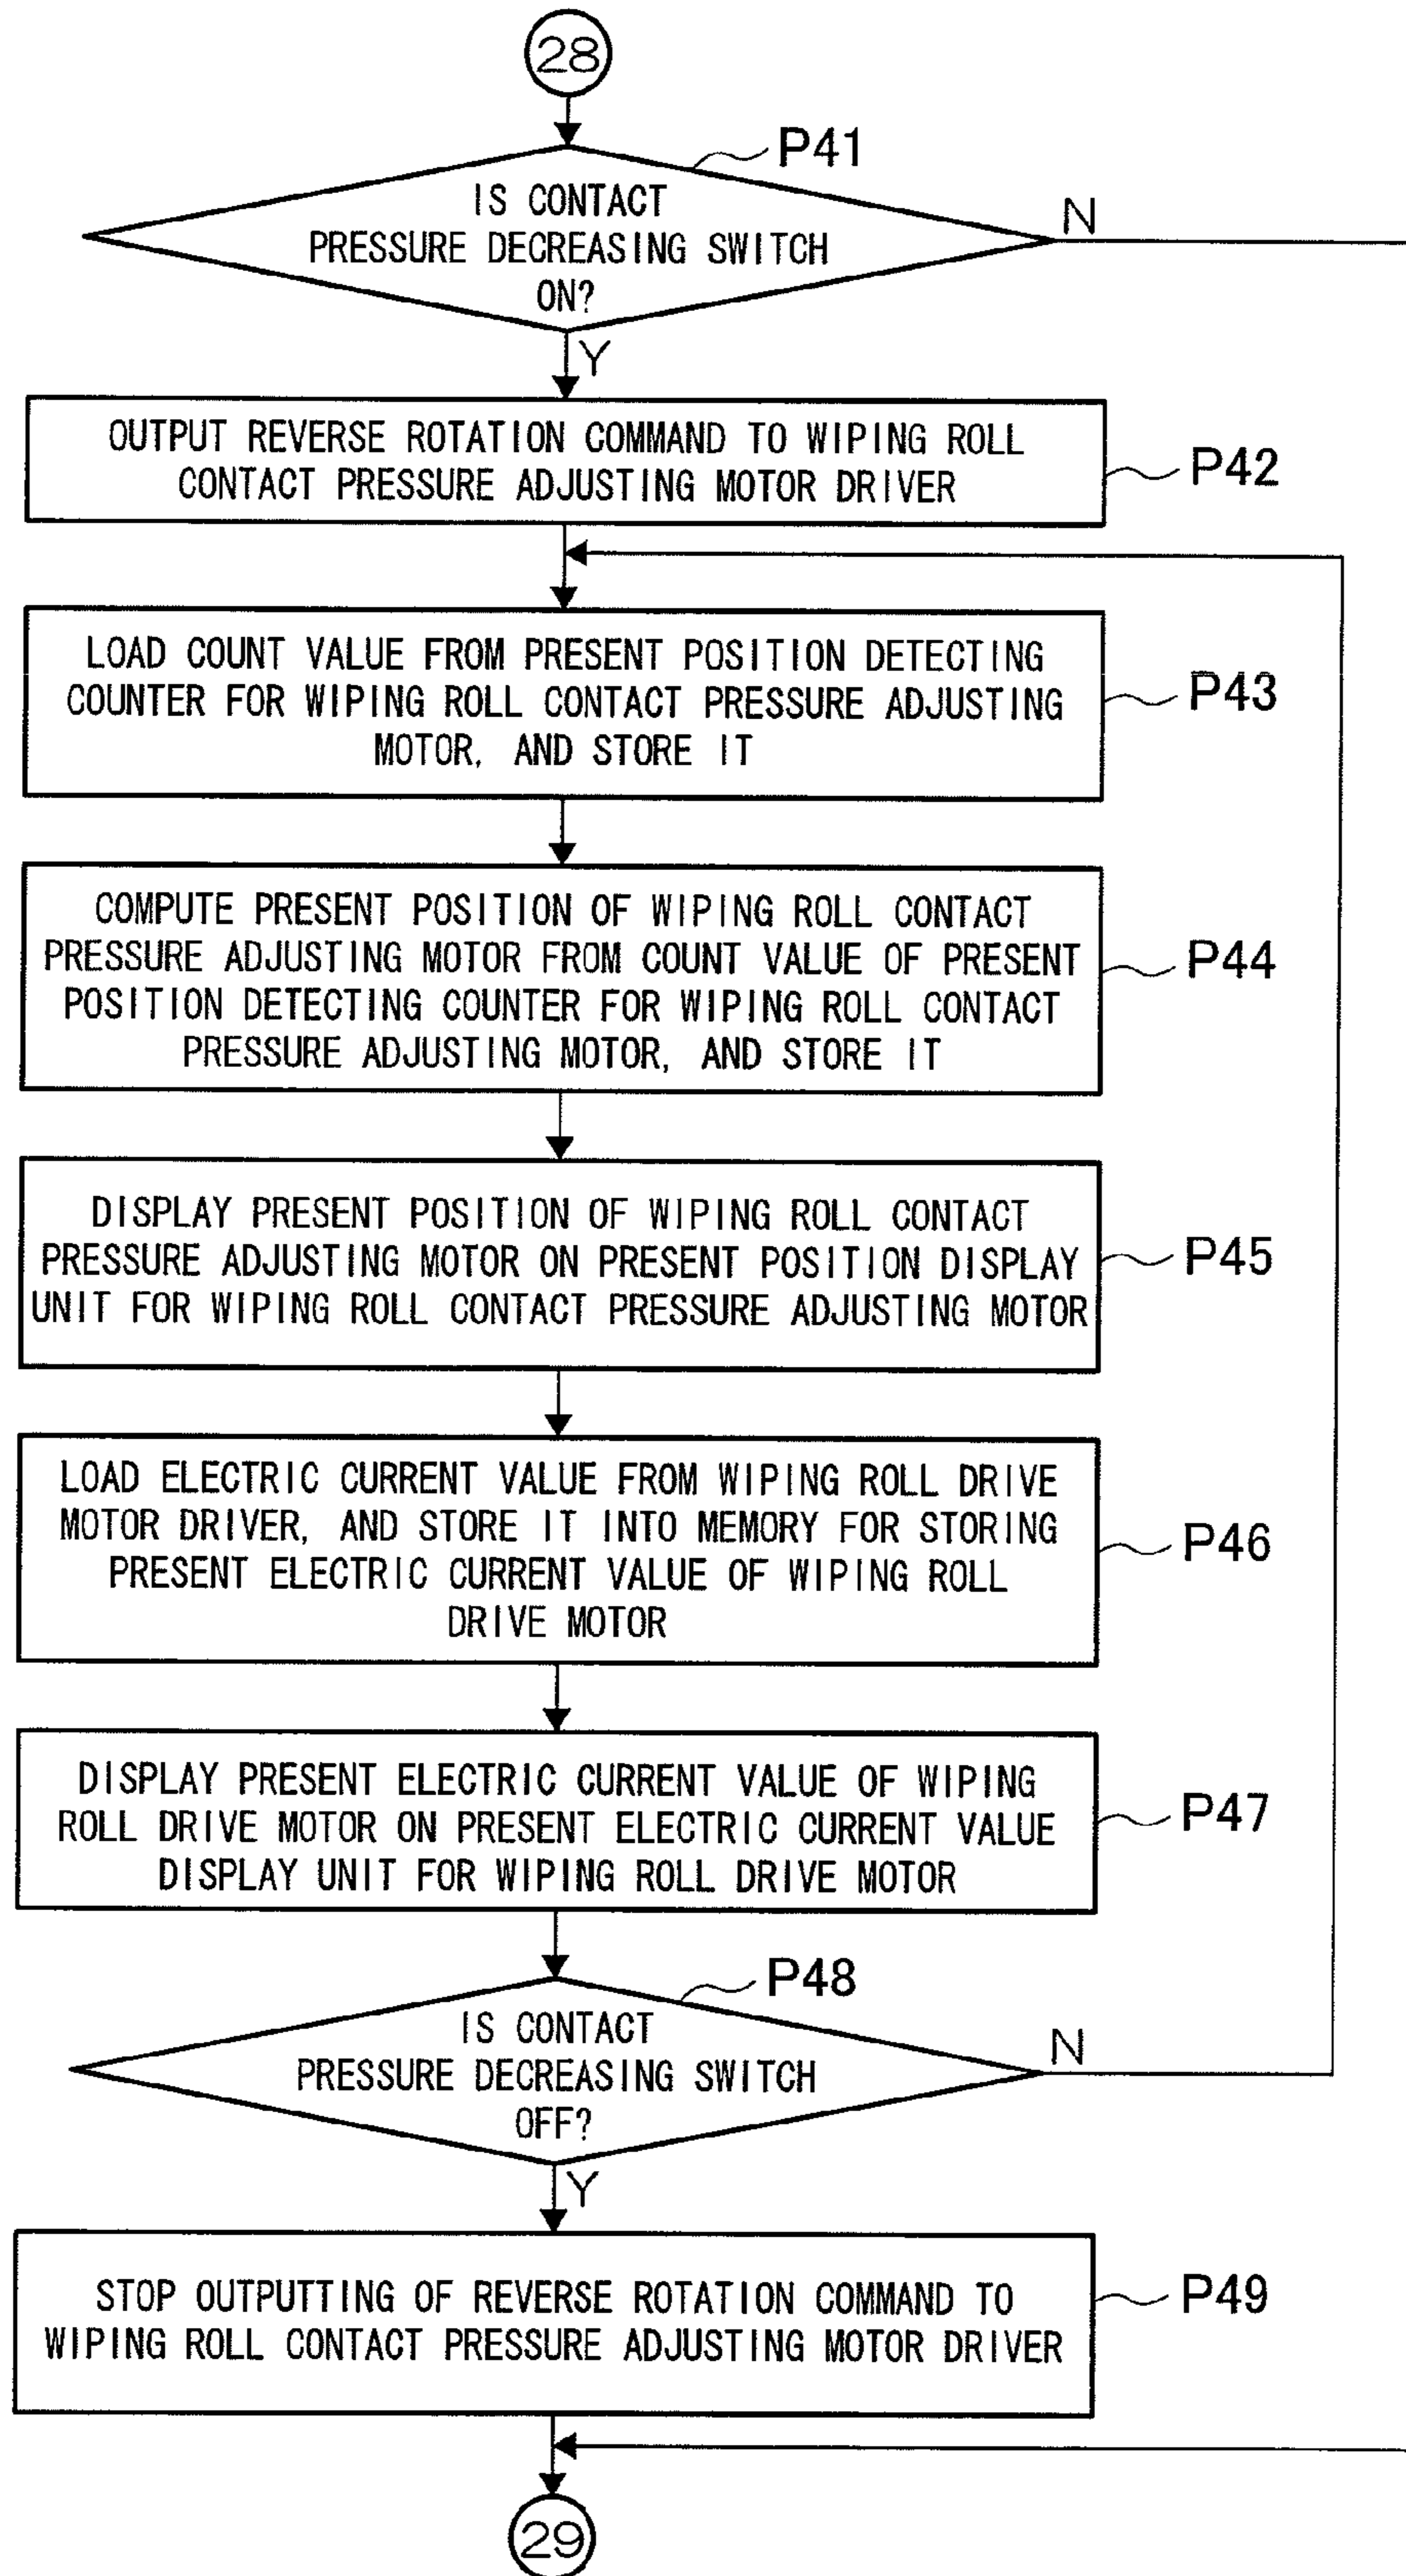 28
P41
IS CONTACT
PRESSURE DECREASING SWITCH
ON?
N
Y
OUTPUT REVERSE ROTATION COMMAND TO WIPING ROLL
CONTACT PRESSURE ADJUSTING MOTOR DRIVER
P42
LOAD COUNT VALUE FROM PRESENT POSITION DETECTING
COUNTER FOR WIPING ROLL CONTACT PRESSURE ADJUSTING
MOTOR, AND STORE IT
P43
COMPUTE PRESENT POSITION OF WIPING ROLL CONTACT
PRESSURE ADJUSTING MOTOR FROM COUNT VALUE OF PRESENT
POSITION DETECTING COUNTER FOR WIPING ROLL CONTACT
PRESSURE ADJUSTING MOTOR, AND STORE IT
P44
DISPLAY PRESENT POSITION OF WIPING ROLL CONTACT
PRESSURE ADJUSTING MOTOR ON PRESENT POSITION DISPLAY
UNIT FOR WIPING ROLL CONTACT PRESSURE ADJUSTING MOTOR
P45
LOAD ELECTRIC CURRENT VALUE FROM WIPING ROLL DRIVE
MOTOR DRIVER, AND STORE IT INTO MEMORY FOR STORING
PRESENT ELECTRIC CURRENT VALUE OF WIPING ROLL
DRIVE MOTOR
P46
DISPLAY PRESENT ELECTRIC CURRENT VALUE OF WIPING
ROLL DRIVE MOTOR ON PRESENT ELECTRIC CURRENT VALUE
DISPLAY UNIT FOR WIPING ROLL DRIVE MOTOR
P47
P48
IS CONTACT
PRESSURE DECREASING SWITCH
OFF?
N
Y
STOP OUTPUTTING OF REVERSE ROTATION COMMAND TO
WIPING ROLL CONTACT PRESSURE ADJUSTING MOTOR DRIVER
P49
29